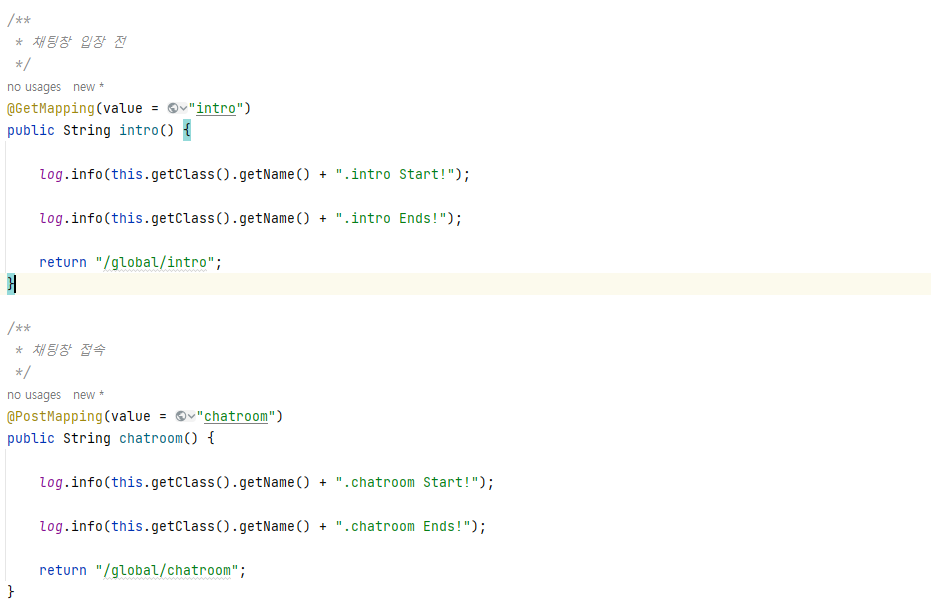 /**
* 채팅창 입장 전
*/
no usages new *
@GetMapping(value = "intro")
public String intro() {
log.info(this.getClass().getName() + ".intro Start!");
log.info(this.getClass().getName() + ".intro Ends!");
return "/global/intro";
}
/**
* 채팅창 접속
*/
no usages new *
@PostMapping(value = "chatroom")
public String chatroom() {
log.info(this.getClass().getName() + ".chatroom Start!");
log.info(this.getClass().getName() + ".chatroom Ends!");
return "/global/chatroom";
}